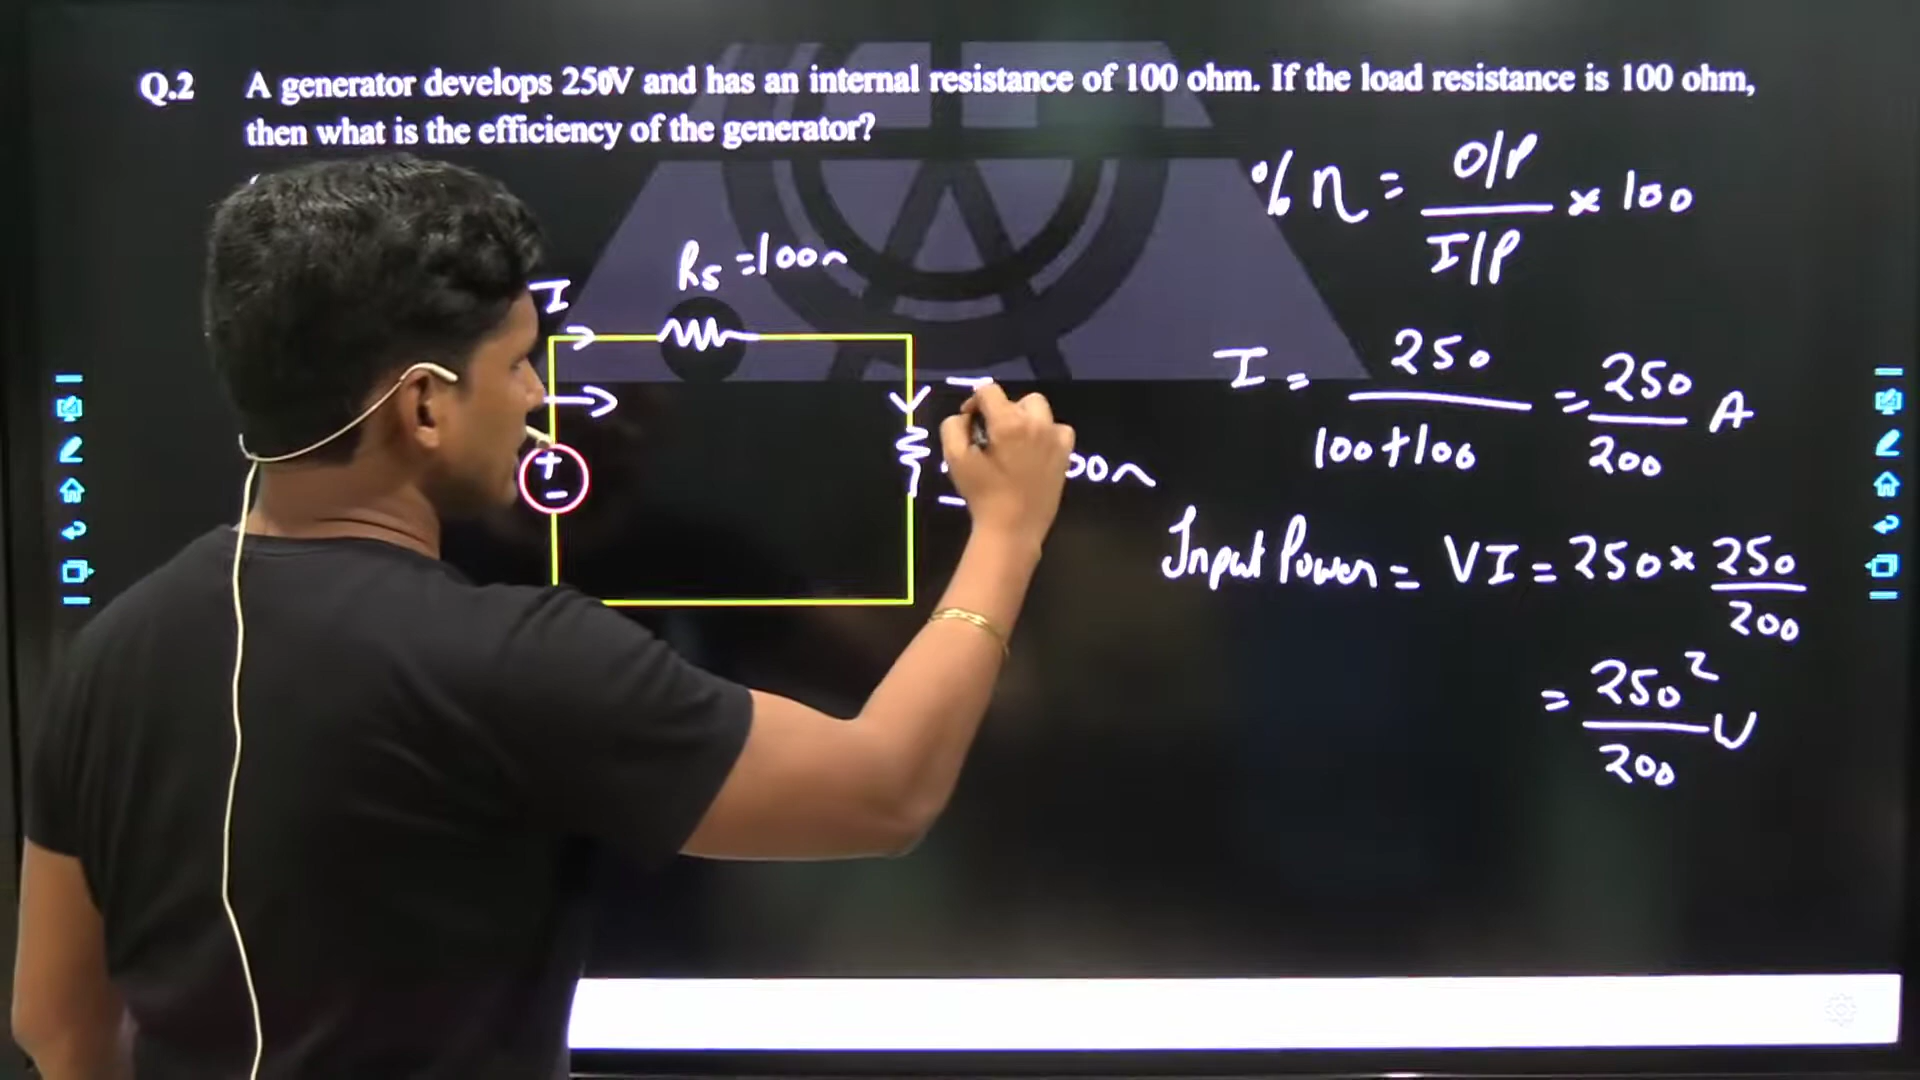 Q.2 A generator develops 250V and has an internal resistance of 100 ohm. If the load resistance is 100 ohm,
then what is the efficiency of the generator?
% η = O/P / I/P × 100
I
Rs = 100Ω
+
-
00Ω
I = 250 / 100+100 = 250 / 200 A
Input Power = VI = 250 × 250 / 200
= 250² / 200 W